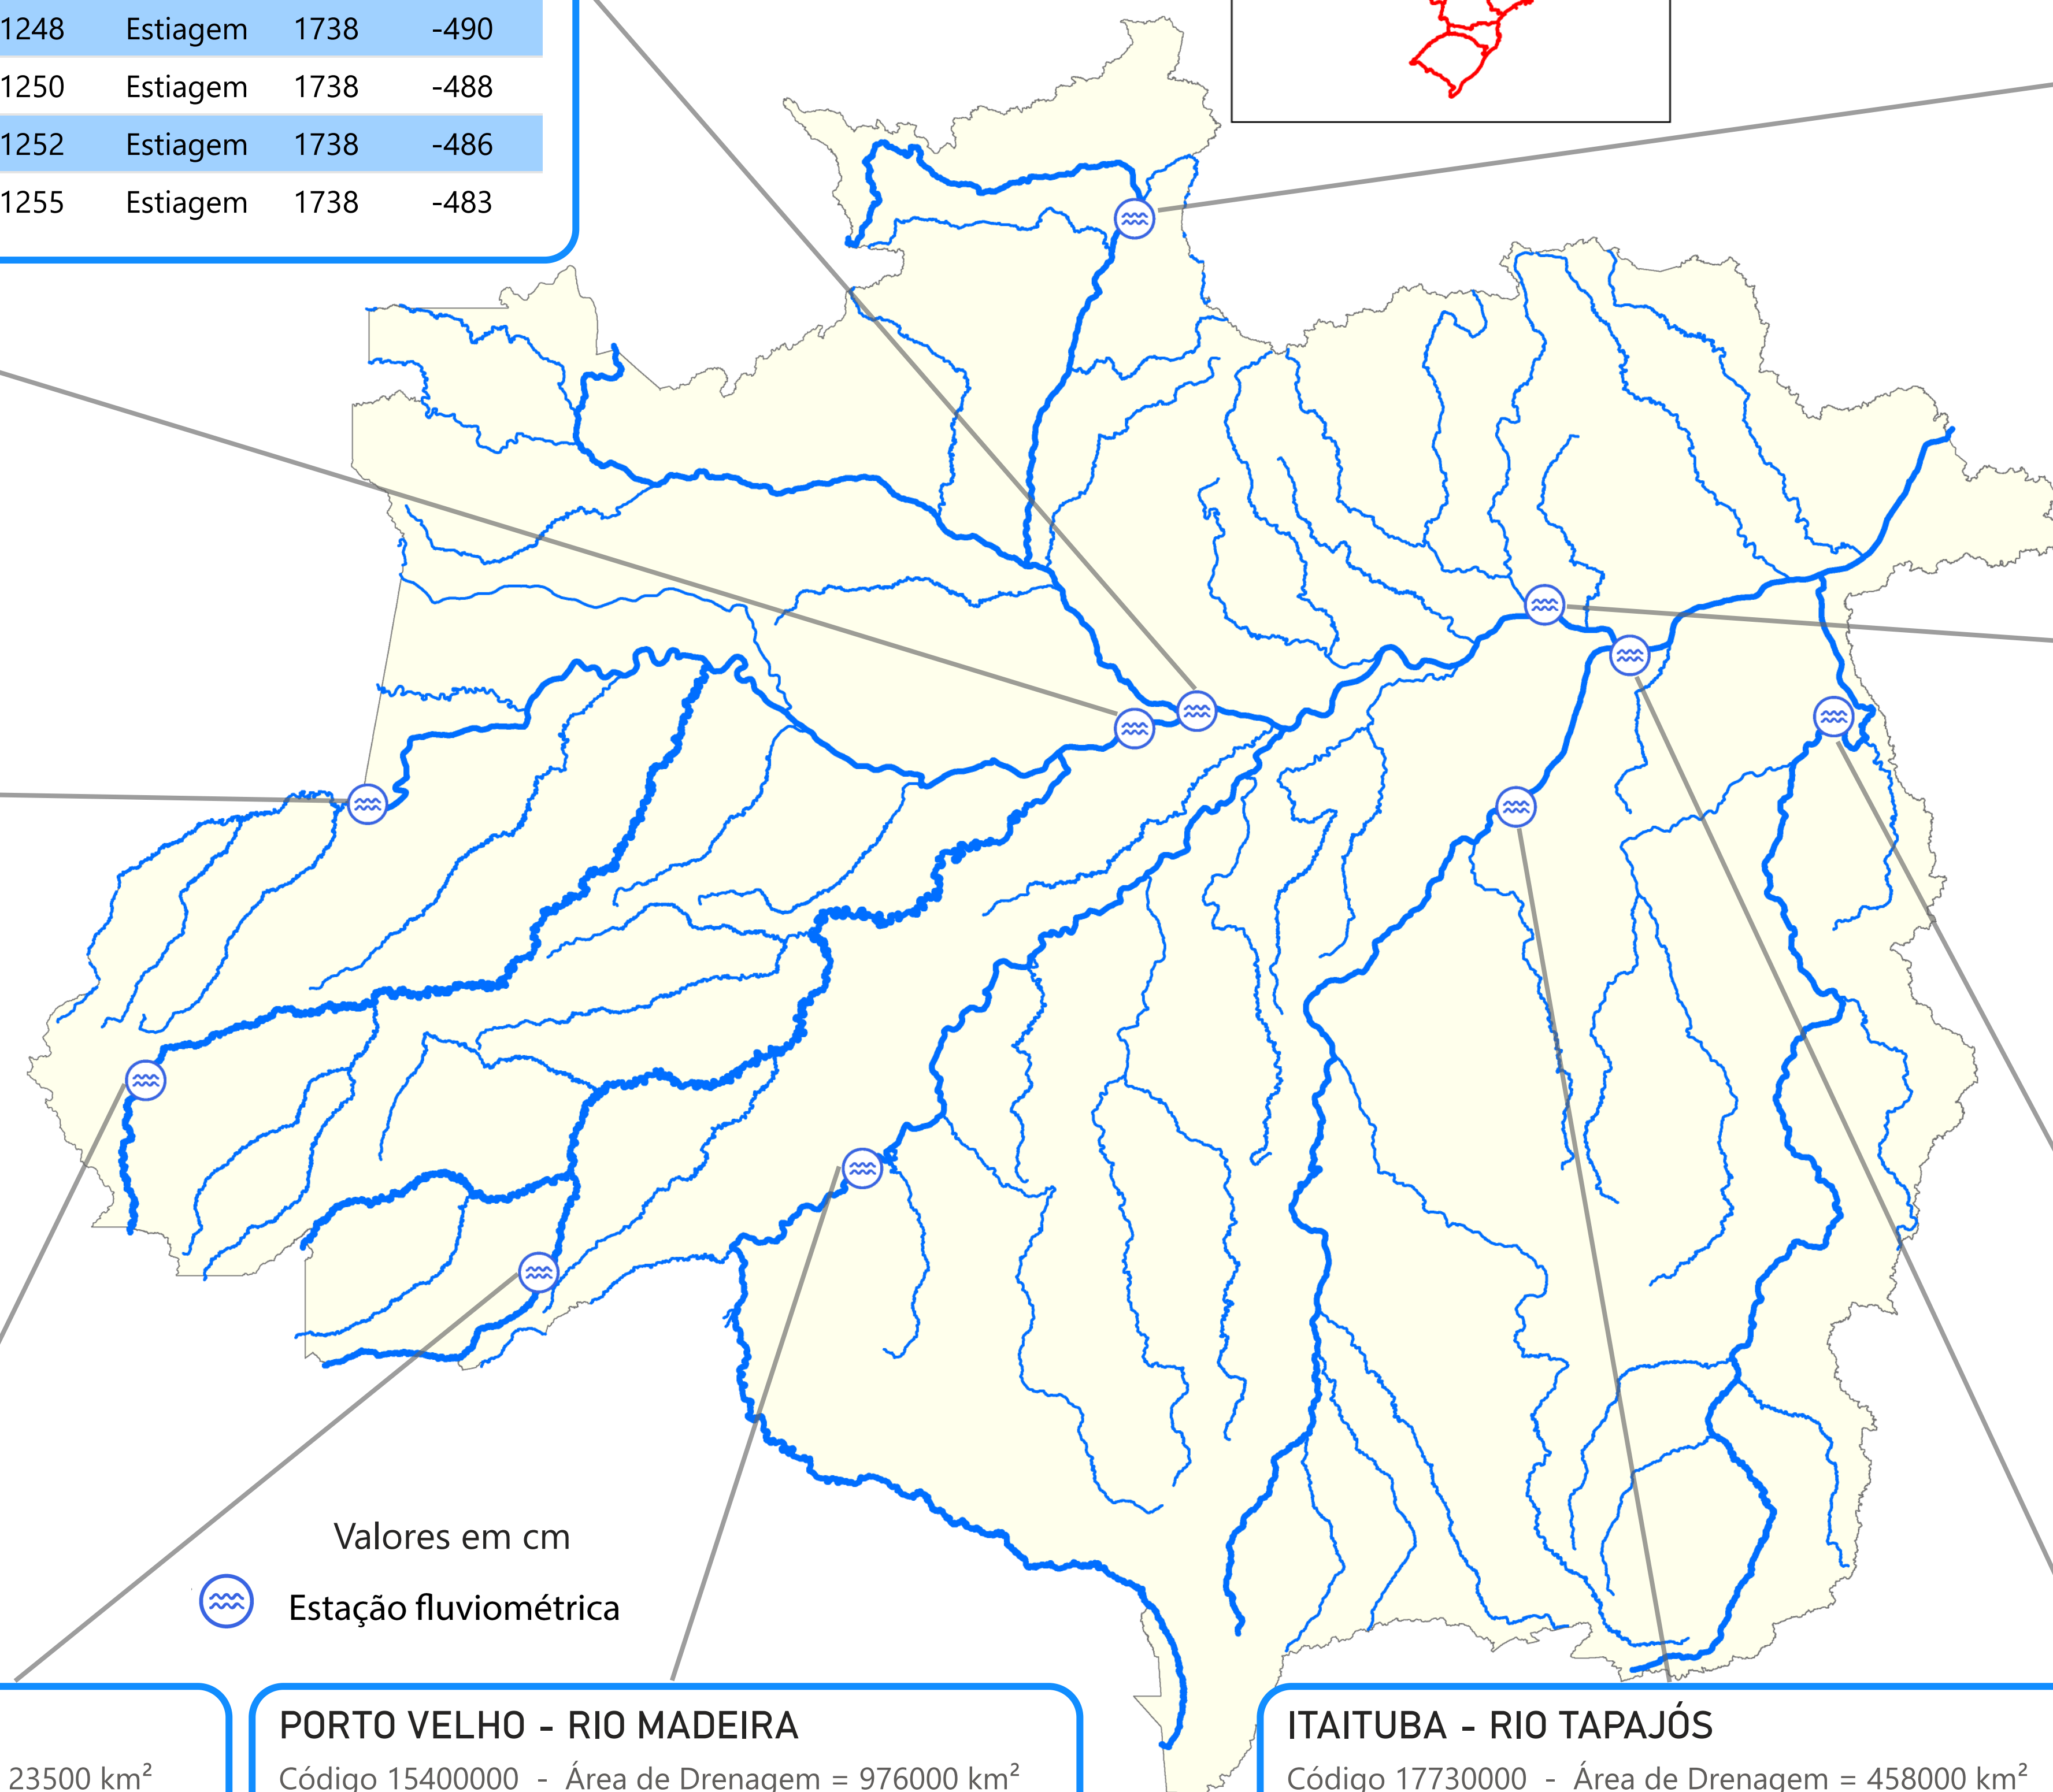 1248 Estiagem 1738 -490
1250 Estiagem 1738 -488
1252 Estiagem 1738 -486
1255 Estiagem 1738 -483
Valores em cm
Estação fluviométrica
23500 km²
PORTO VELHO - RIO MADEIRA
Código 15400000 - Área de Drenagem = 976000 km²
ITAITUBA - RIO TAPAJÓS
Código 17730000 - Área de Drenagem = 458000 km²